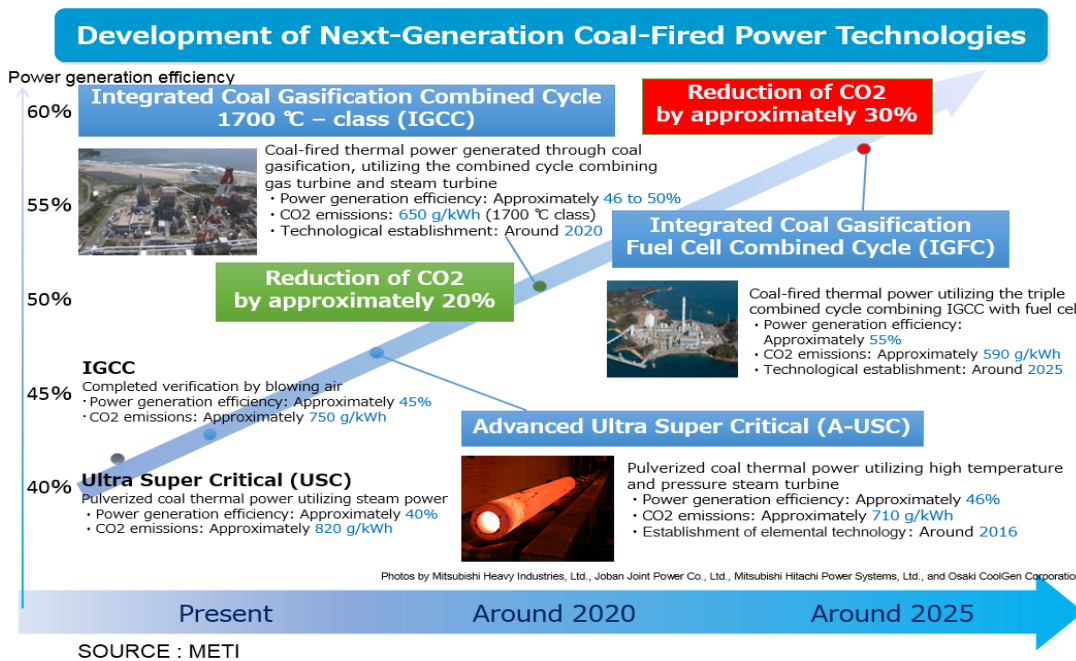 Development of Next-Generation Coal-Fired Power Technologies
Power generation efficiency
60%
55%
50%
45%
40%
Integrated Coal Gasification Combined Cycle
1700 ℃ – class (IGCC)
Coal-fired thermal power generated through coal
gasification, utilizing the combined cycle combining
gas turbine and steam turbine
・Power generation efficiency: Approximately 46 to 50%
・CO2 emissions: 650 g/kWh (1700 ℃ class)
・Technological establishment: Around 2020
Reduction of CO2
by approximately 30%
Integrated Coal Gasification
Fuel Cell Combined Cycle (IGFC)
Coal-fired thermal power utilizing the triple
combined cycle combining IGCC with fuel cel
・Power generation efficiency:
Approximately 55%
・CO2 emissions: Approximately 590 g/kWh
・Technological establishment: Around 2025
Reduction of CO2
by approximately 20%
IGCC
Completed verification by blowing air
・Power generation efficiency: Approximately 45%
・CO2 emissions: Approximately 750 g/kWh
Ultra Super Critical (USC)
Pulverized coal thermal power utilizing steam power
・Power generation efficiency: Approximately 40%
・CO2 emissions: Approximately 820 g/kWh
Advanced Ultra Super Critical (A-USC)
Pulverized coal thermal power utilizing high temperature
and pressure steam turbine
・Power generation efficiency: Approximately 46%
・CO2 emissions: Approximately 710 g/kWh
・Establishment of elemental technology: Around 2016
Photos by Mitsubishi Heavy Industries, Ltd., Joban Joint Power Co., Ltd., Mitsubishi Hitachi Power Systems, Ltd., and Osaki CoolGen Corporation
Present
Around 2020
Around 2025
SOURCE : METI